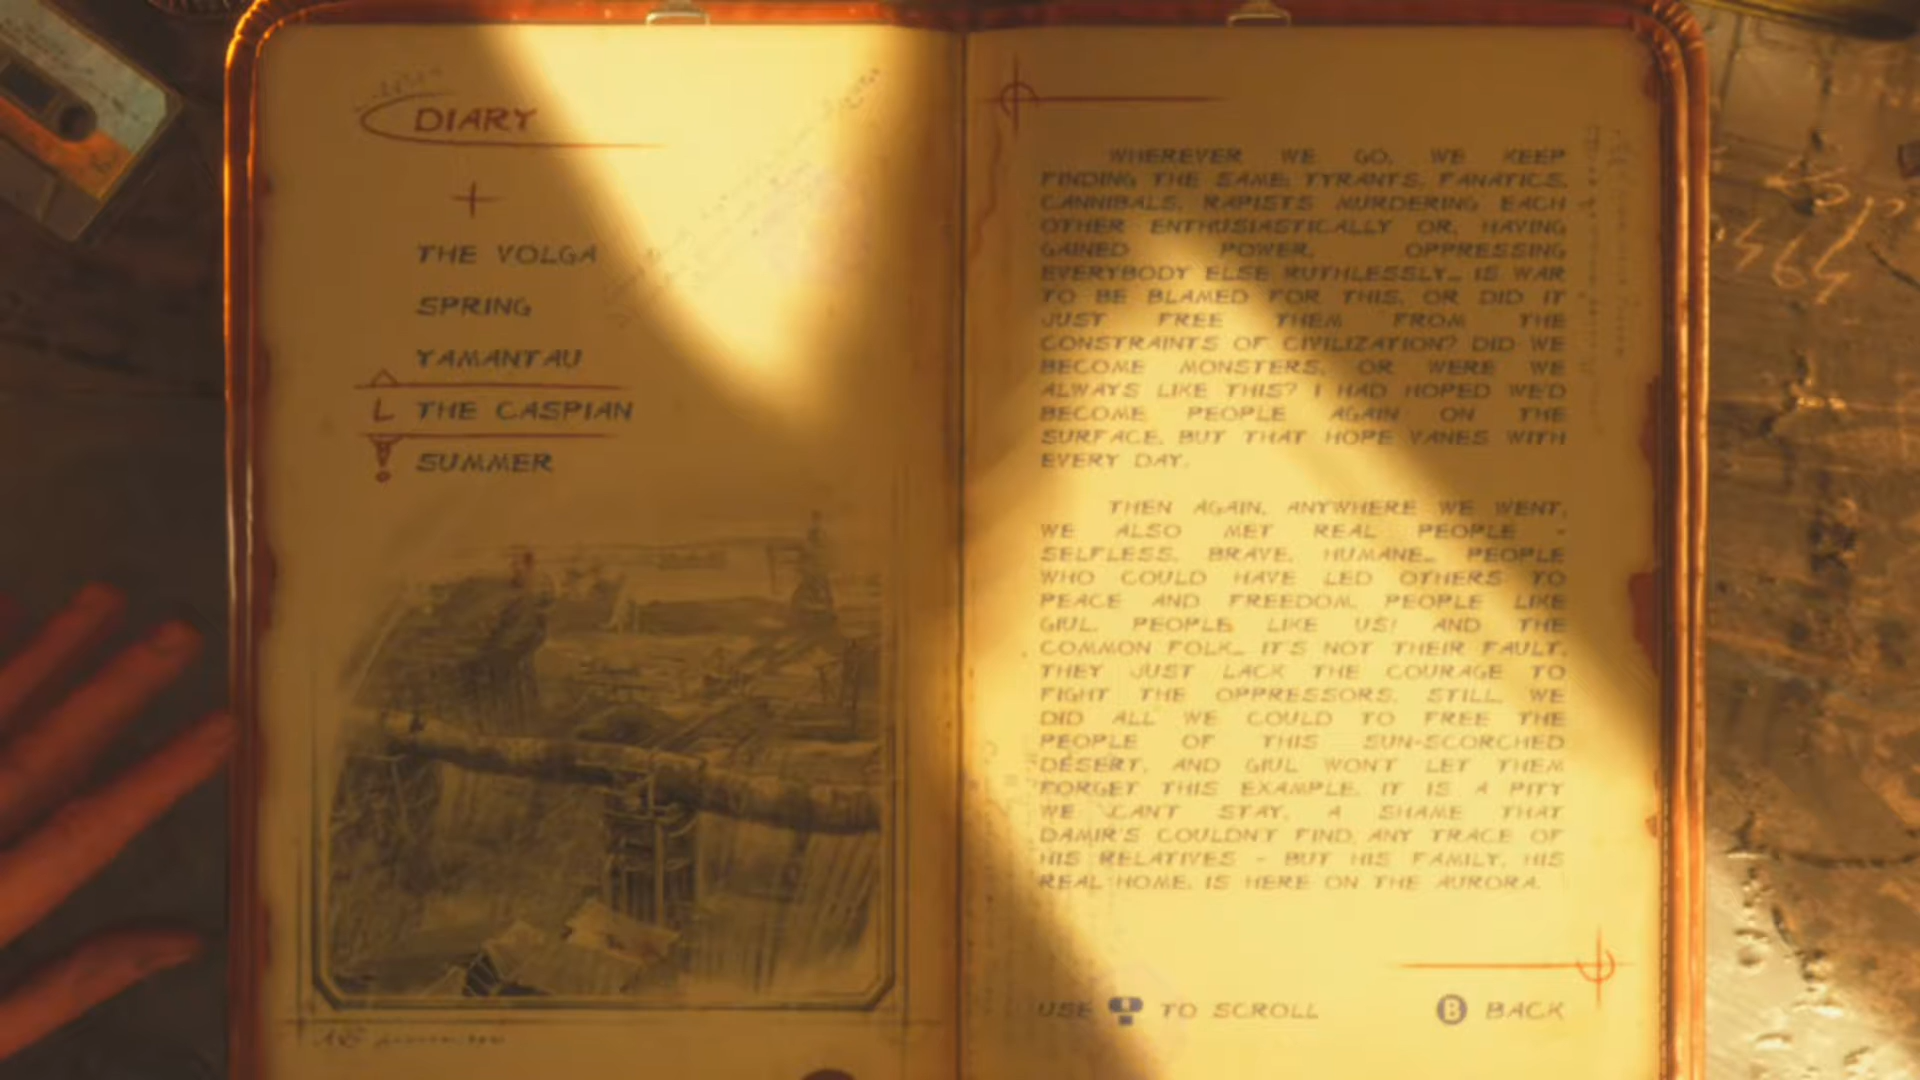 DIARY
THE VOLGA
SPRING
YAMANTAU
L THE CASPIAN
SUMMER
WHEREVER WE GO, WE KEEP
FINDING THE SAME: TYRANTS, FANATICS,
CANNIBALS, RAPISTS MURDERING EACH
OTHER ENTHUSIASTICALLY OR, HAVING
GAINED POWER, OPPRESSING
EVERYBODY ELSE RUTHLESSLY... IS WAR
TO BE BLAMED FOR THIS, OR DID IT
JUST FREE THEM FROM THE
CONSTRAINTS OF CIVILIZATION? DID WE
BECOME MONSTERS, OR WERE WE
ALWAYS LIKE THIS? I HAD HOPED WE'D
BECOME PEOPLE AGAIN ON THE
SURFACE, BUT THAT HOPE VANES WITH
EVERY DAY.
THEN AGAIN, ANYWHERE WE WENT,
WE ALSO MET REAL PEOPLE -
SELFLESS, BRAVE, HUMANE... PEOPLE
WHO COULD HAVE LED OTHERS TO
PEACE AND FREEDOM. PEOPLE LIKE
GIUL. PEOPLE LIKE US! AND THE
COMMON FOLK... IT'S NOT THEIR FAULT,
THEY JUST LACK THE COURAGE TO
FIGHT THE OPPRESSORS. STILL, WE
DID ALL WE COULD TO FREE THE
PEOPLE OF THIS SUN-SCORCHED
DESERT, AND GIUL WON'T LET THEM
FORGET THIS EXAMPLE. IT IS A PITY
WE CAN'T STAY. A SHAME THAT
DAMIR'S COULDN'T FIND ANY TRACE OF
HIS RELATIVES - BUT HIS FAMILY, HIS
REAL HOME, IS HERE ON THE AURORA.
USE TO SCROLL
B BACK